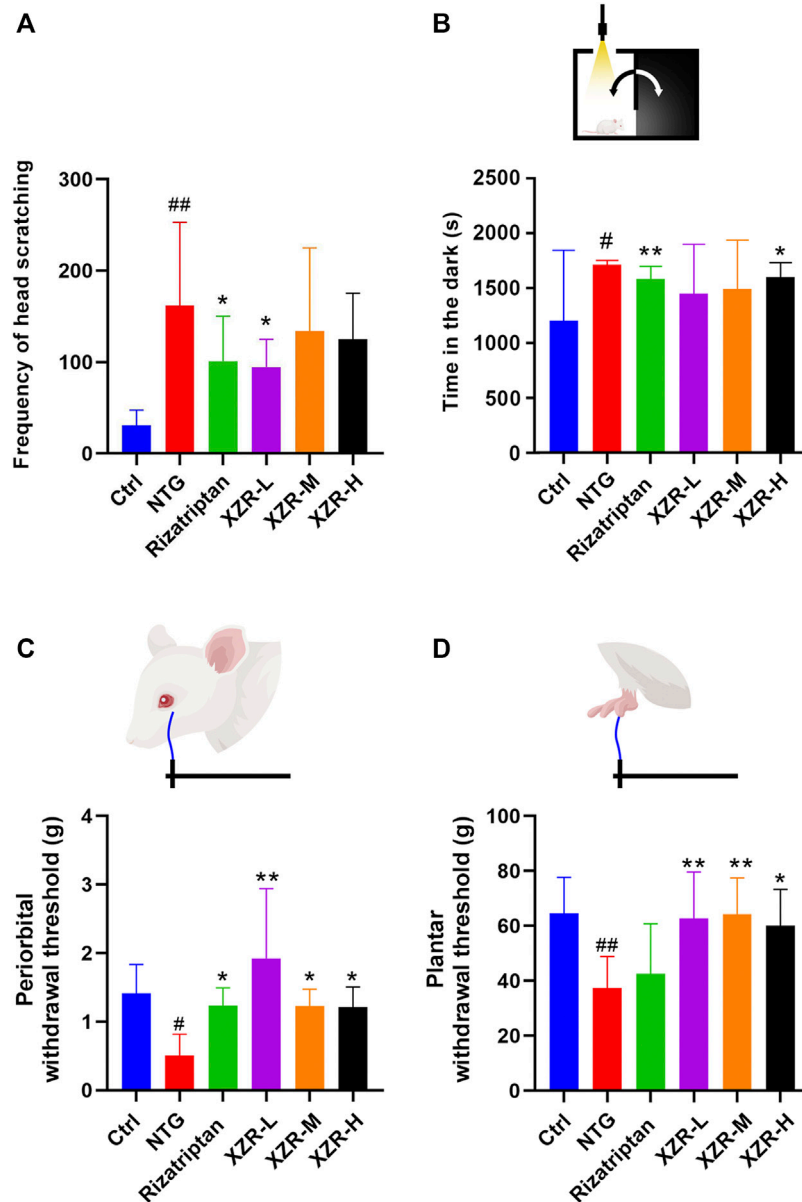 A
Frequency of head scratching
300
200
100
0
##
*
*
Ctrl
NTG
Rizatriptan
XZR-L
XZR-M
XZR-H
B
Time in the dark (s)
2500
2000
1500
1000
500
0
#
**
*
Ctrl
NTG
Rizatriptan
XZR-L
XZR-M
XZR-H
C
Periorbital
withdrawal threshold (g)
4
3
2
1
0
#
*
**
*
*
Ctrl
NTG
Rizatriptan
XZR-L
XZR-M
XZR-H
D
Plantar
withdrawal threshold (g)
100
80
60
40
20
0
##
**
**
*
Ctrl
NTG
Rizatriptan
XZR-L
XZR-M
XZR-H